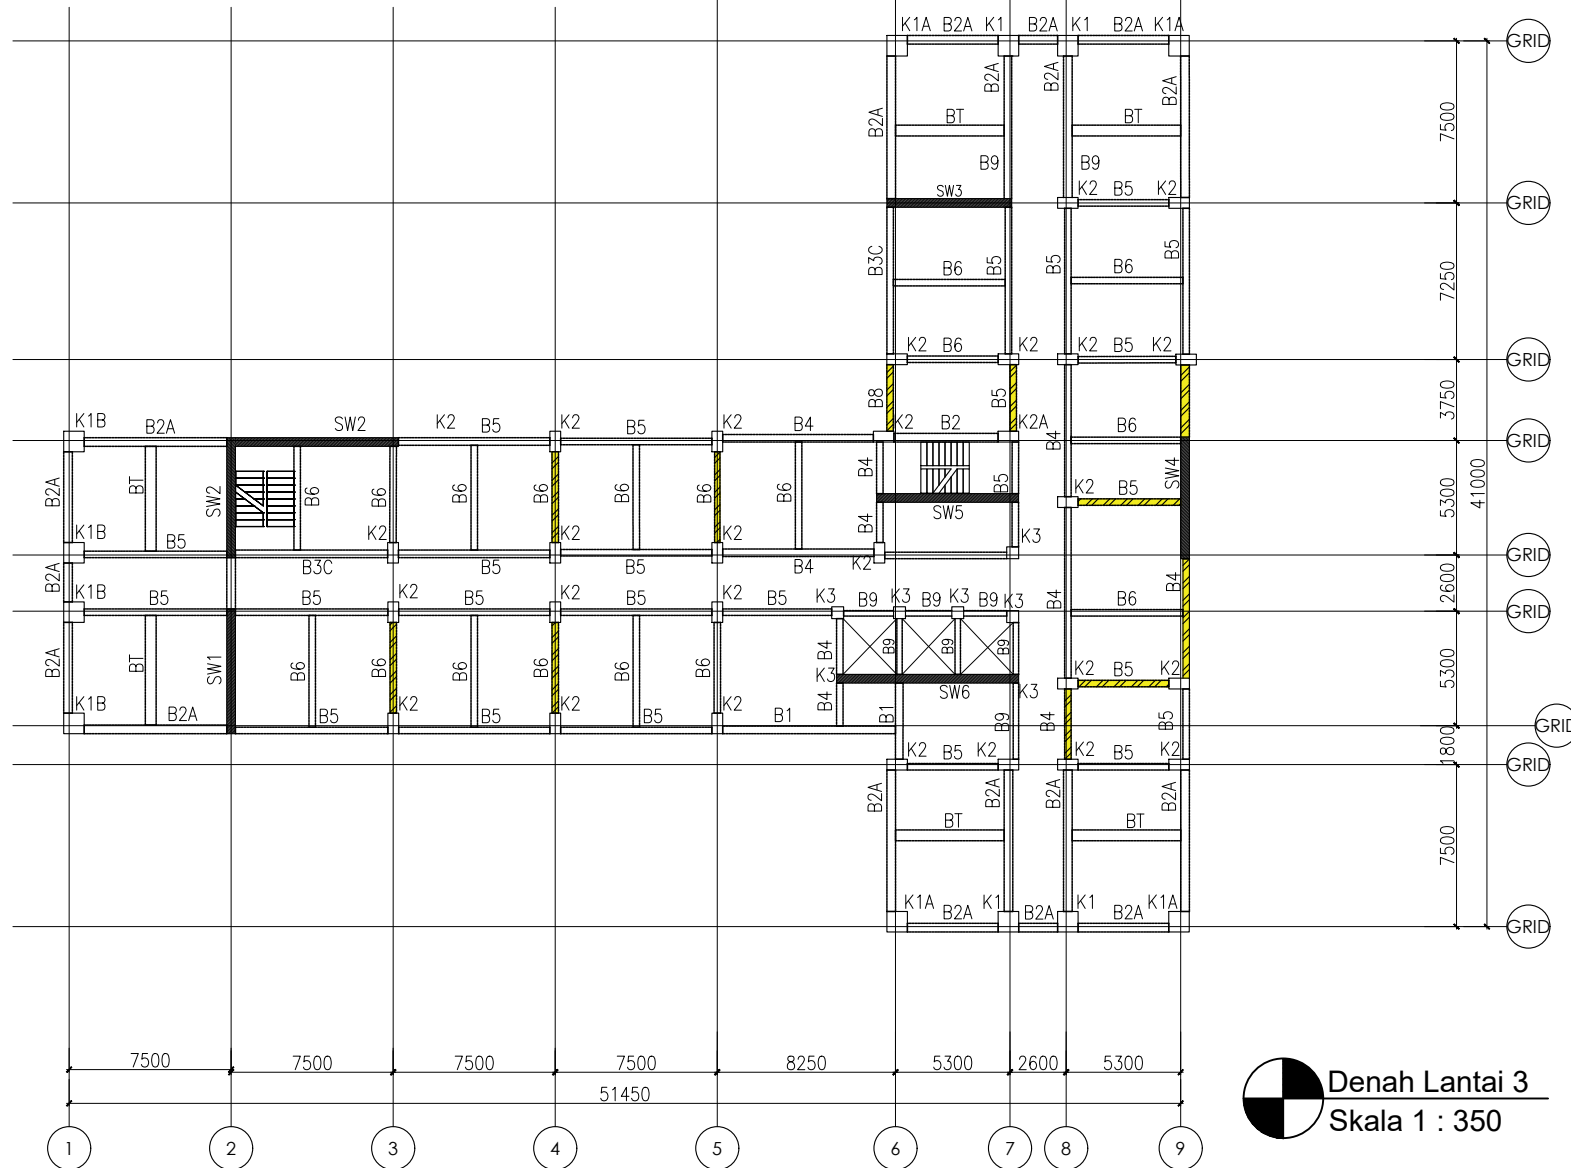 K1A B2A K1 B2A K1 B2A K1A GRID
B2A B2A B2A B2A
BT BT 7500
B9 B9
SW3 K2 B5 K2 GRID
B3C B6 B5 B5 B6 B5 7250
K2 B6 K2 K2 B5 K2 GRID
B8 B5 3750
K1B B2A SW2 K2 B5 K2 B5 K2 B4 K2 B2 K2A B4 B6 GRID
B2A BT SW2 B6 B6 B6 B6 B6 B6 B6 B4 B5 K2 B5 SW4 5300 41000
SW5
K1B B5 K2 K2 K2 B4 K3
B3C B5 B5 B4 K2 GRID
B2A B4 B4 2600
K1B B5 B5 K2 B5 K2 B5 K2 B5 K3 B9 K3 B9 K3 B9 K3 B6 GRID
B2A BT SW1 B6 B6 B6 B6 B6 B6 B4 B9 B9 B9 5300
K3 SW6 K3 K2 B5 K2
K1B B2A B5 K2 B5 K2 B5 K2 B1 B4 B1 B9 B4 B5 GRID
1800
K2 B5 K2 K2 B5 K2 GRID
B2A B2A B2A B2A
BT BT 7500
K1A B2A K1 B2A K1 B2A K1A GRID
7500 7500 7500 7500 8250 5300 2600 5300
51450
Denah Lantai 3
Skala 1 : 350
1 2 3 4 5 6 7 8 9